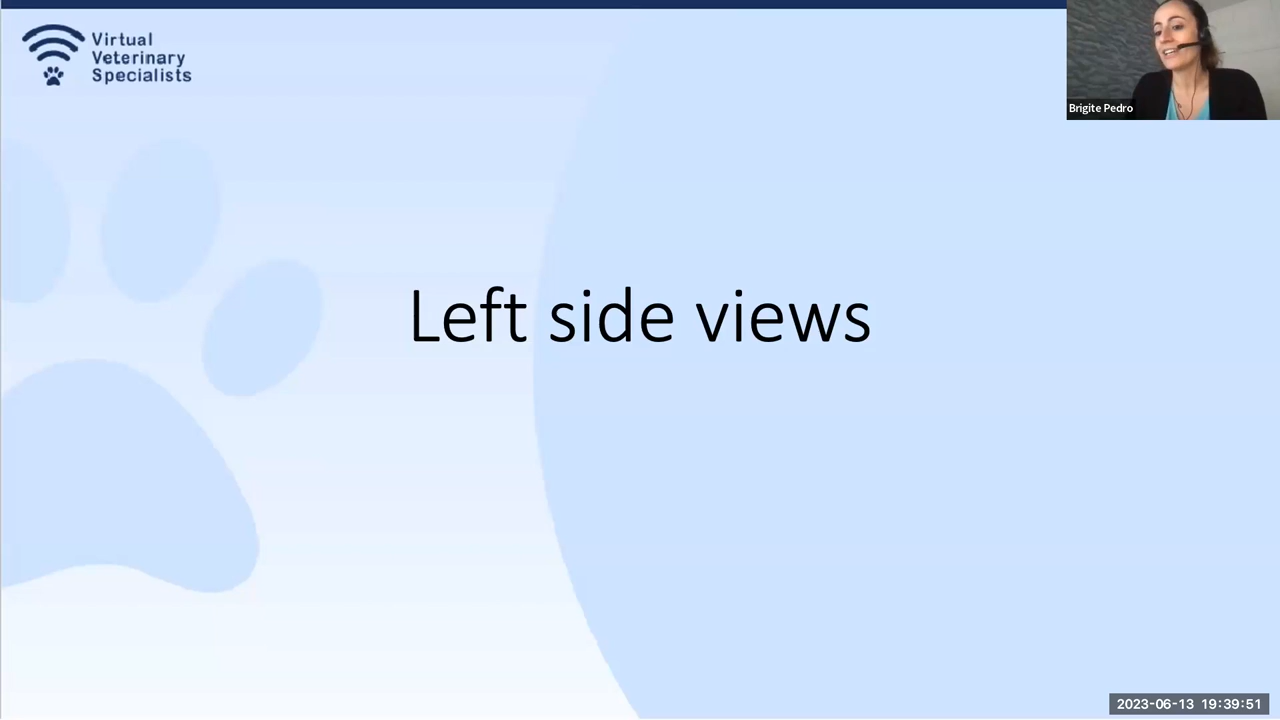 Virtual
Veterinary
Specialists
Brigite Pedro
Left side views
2023-06-13 19:39:51